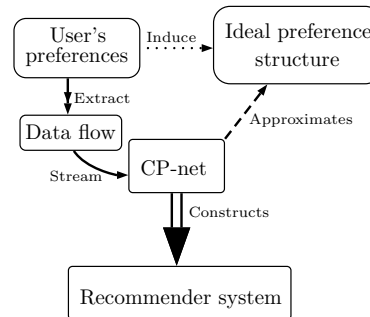 User's
preferences
Induce
Ideal preference
structure
Extract
Data flow
Approximates
Stream
CP-net
Constructs
Recommender system